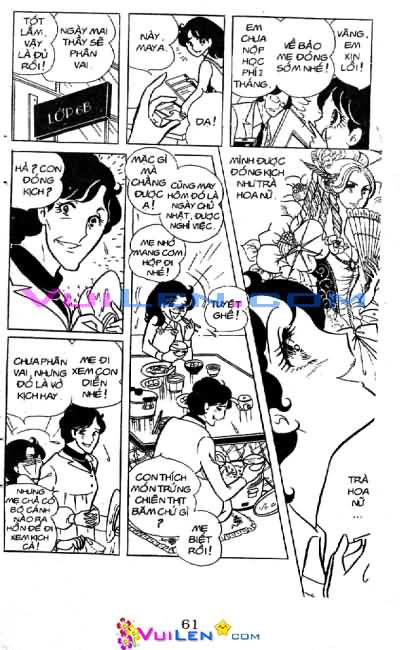 TỐT
LẮM.
VẬY
LÀ ĐỦ
RỒI!
NGÀY MAI
THẦY SẼ
PHÂN
VAI.
LỚP 6B
NÀY,
MAYA.
DẠ!
EM
CHƯA
NỘP
HỌC
PHÍ 2
THÁNG.
VỀ BẢO
MẸ ĐÓNG
SỚM NHÉ!
VÂNG,
EM
XIN
LỖI!
HẢ? CON
ĐÓNG
KỊCH?
MẶC GÌ
MÀ
CHẲNG
ĐƯỢC
Ạ!
CŨNG MAY
HÔM ĐÓ LÀ
NGÀY CHỦ
NHẬT, ĐƯỢC
NGHỈ VIỆC.
MẸ NHỚ
MANG CƠM
HỘP ĐI
NHÉ!
TUYỆT
GHÊ!
MÌNH ĐƯỢC
ĐÓNG KỊCH
NHƯ TRÀ
HOA NỮ.
VUILEN.COM
CHƯA PHÂN
VAI, NHƯNG
ĐÓ LÀ VỞ
KỊCH HAY.
MẸ ĐI
XEM CON
DIỄN
NHÉ!
NHƯNG
MẸ CHẢ CÓ
BỘ CÁNH
NÀO RA
HỒN ĐỂ ĐI
XEM KỊCH
CẢ!
CON THÍCH
MÓN TRỨNG
CHIÊN THỊT
BĂM CHỨ GÌ
?
MẸ
BIẾT
RỒI!
TRÀ
HOA
NỮ
...
61
VUILEN.COM